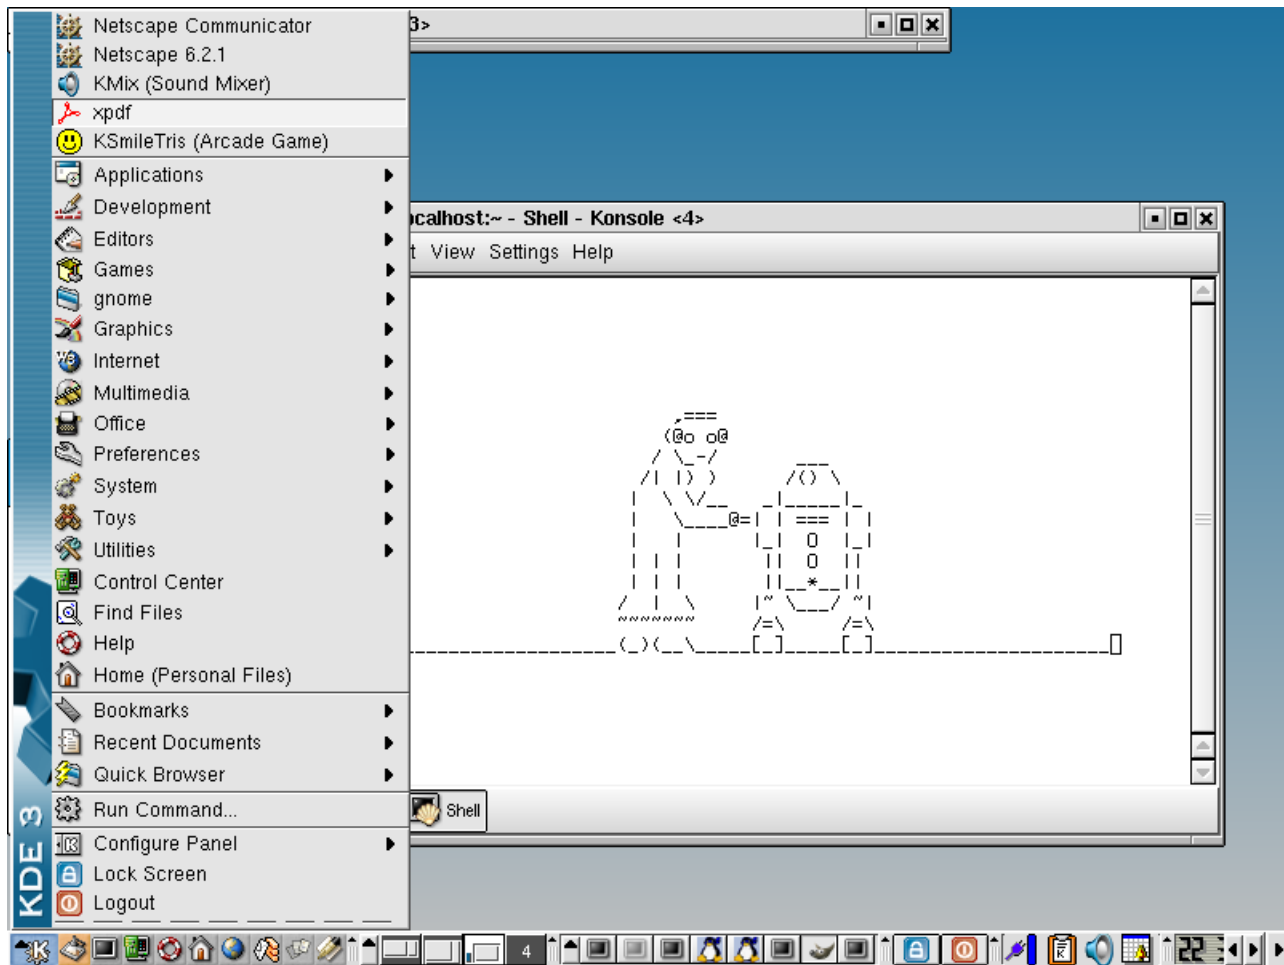 Netscape Communicator
3>
Netscape 6.2.1
KMix (Sound Mixer)
xpdf
KSmileTris (Arcade Game)
Applications
Development
Editors
Games
gnome
Graphics
Internet
Multimedia
Office
Preferences
System
Toys
Utilities
Control Center
Find Files
Help
Home (Personal Files)
Bookmarks
Recent Documents
Quick Browser
Run Command...
Configure Panel
Lock Screen
Logout
KDE 3
ocalhost:~ - Shell - Konsole <4>
t View Settings Help
Shell
4
22